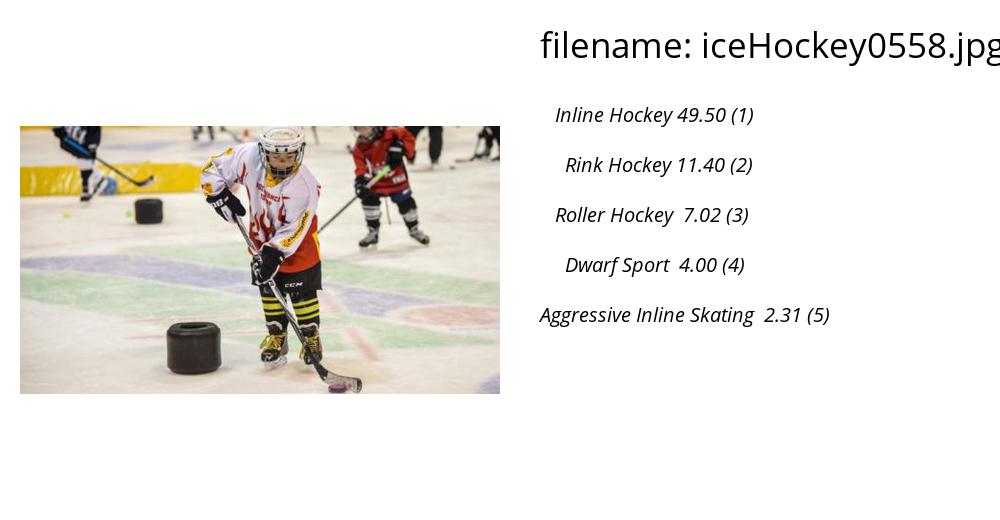 filename: iceHockey0558.jpg
Inline Hockey 49.50 (1)
Rink Hockey 11.40 (2)
Roller Hockey 7.02 (3)
Dwarf Sport 4.00 (4)
Aggressive Inline Skating 2.31 (5)
CCM